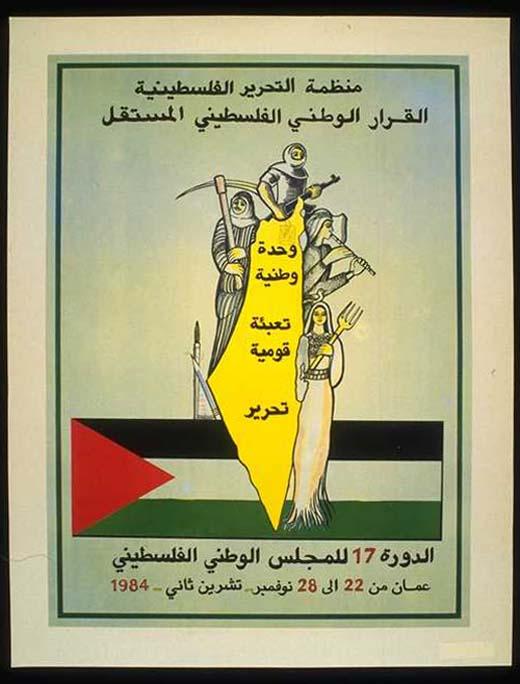 منظمة التحرير الفلسطينية
القرار الوطني الفلسطيني المستقل
وحدة
وطنية
تعبئة
قومية
تحرير
الدورة 17 للمجلس الوطني الفلسطيني
عمان من 22 الى 28 نوفمبر - تشرين ثاني - 1984